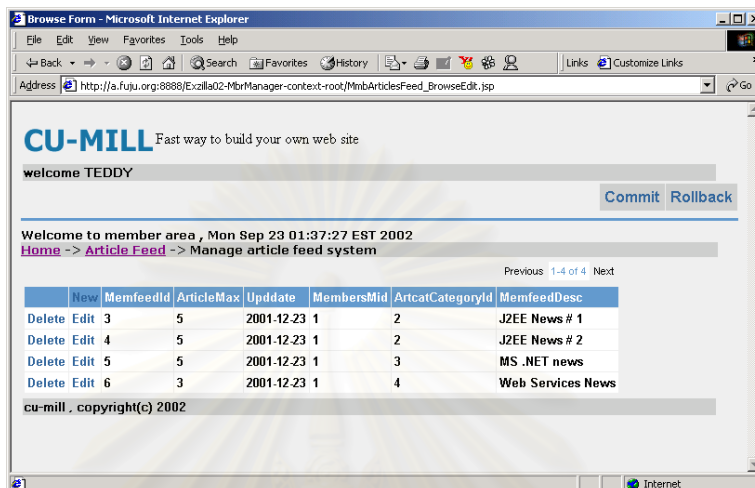 Browse Form - Microsoft Internet Explorer
File Edit View Favorites Tools Help
Back Search Favorites History Links Customize Links
Address http://a.fuju.org:8888/Exzilla02-MbrManager-context-root/MmbArticlesFeed_BrowseEdit.jsp Go
CU-MILL Fast way to build your own web site
welcome TEDDY
Commit Rollback
Welcome to member area , Mon Sep 23 01:37:27 EST 2002
Home -> Article Feed -> Manage article feed system
Previous 1-4 of 4 Next
New MemfeedId ArticleMax Upddate MembersMid ArtcatCategoryId MemfeedDesc
Delete Edit 3 5 2001-12-23 1 2 J2EE News # 1
Delete Edit 4 5 2001-12-23 1 2 J2EE News # 2
Delete Edit 5 5 2001-12-23 1 3 MS .NET news
Delete Edit 6 3 2001-12-23 1 4 Web Services News
cu-mill , copyright(c) 2002
Internet